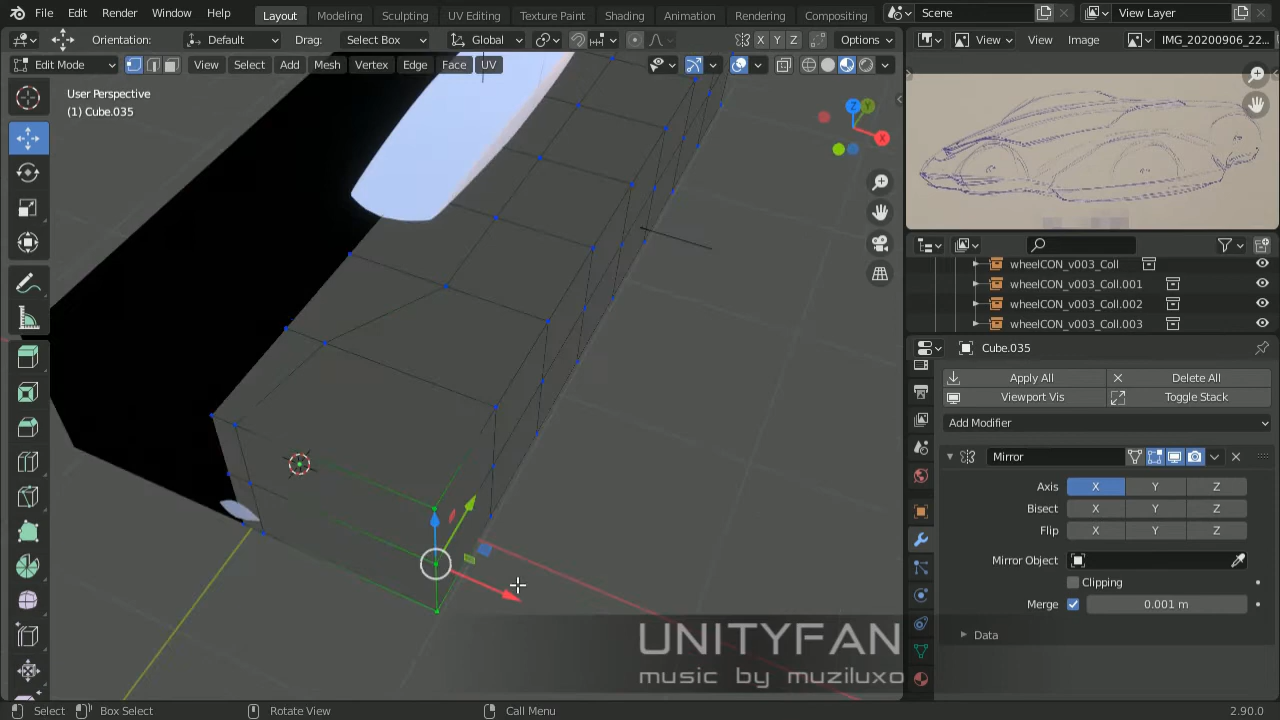 File Edit Render Window Help Layout Modeling Sculpting UV Editing Texture Paint Shading Animation Rendering Compositing Scene View Layer
Orientation: Default Drag: Select Box Global X Y Z Options View View Image IMG_20200906_22...
Edit Mode View Select Add Mesh Vertex Edge Face UV
User Perspective
(1) Cube.035
Z
Y
X
wheelCON_v003_Coll
wheelCON_v003_Coll.001
wheelCON_v003_Coll.002
wheelCON_v003_Coll.003
Cube.035
Apply All Delete All
Viewport Vis Toggle Stack
Add Modifier
Mirror
Axis X Y Z
Bisect X Y Z
Flip X Y Z
Mirror Object
Clipping
Merge 0.001 m
Data
UNITYFAN
music by muziluxo
Select Box Select Rotate View Call Menu 2.90.0